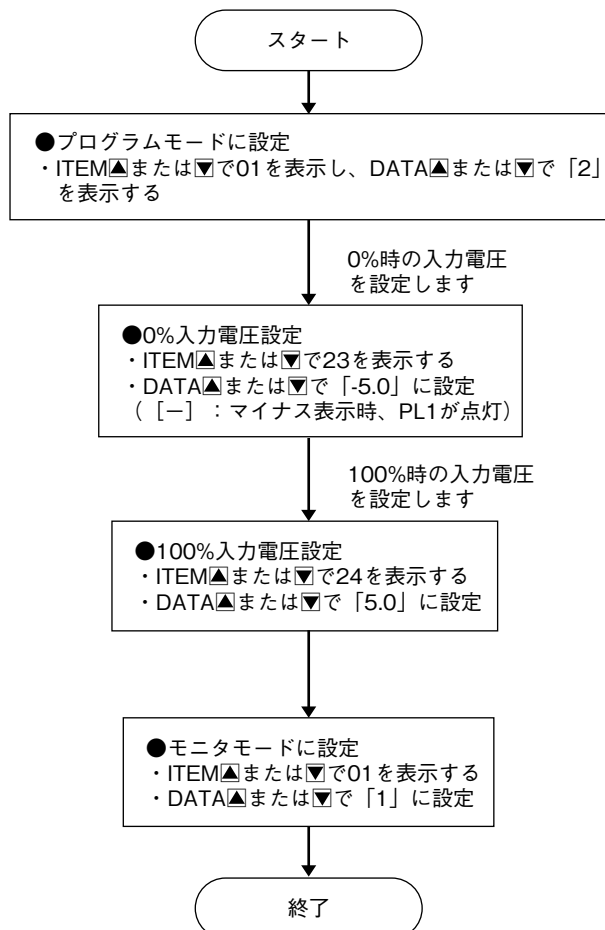 スタート
●プログラムモードに設定
・ITEM▲または▼で01を表示し、DATA▲または▼で「2」
を表示する
0%時の入力電圧
を設定します
●0%入力電圧設定
・ITEM▲または▼で23を表示する
・DATA▲または▼で「-5.0」に設定
（［－］：マイナス表示時、PL1が点灯）
100%時の入力電圧
を設定します
●100%入力電圧設定
・ITEM▲または▼で24を表示する
・DATA▲または▼で「5.0」に設定
●モニタモードに設定
・ITEM▲または▼で01を表示する
・DATA▲または▼で「1」に設定
終了